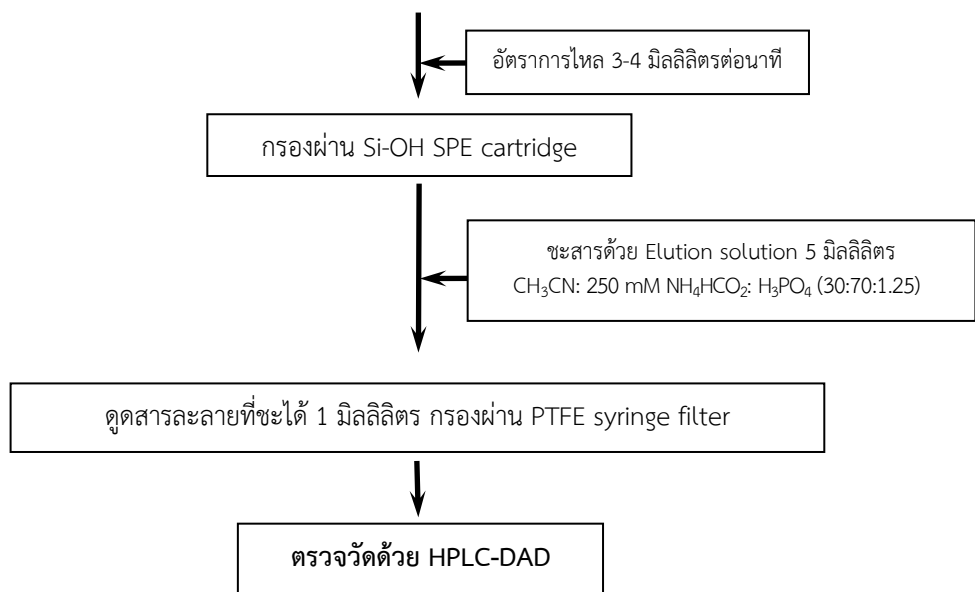 อัตราการไหล 3-4 มิลลิลิตรต่อนาที
กรองผ่าน Si-OH SPE cartridge
ชะสารด้วย Elution solution 5 มิลลิลิตร
CH₃CN: 250 mM NH₄HCO₂: H₃PO₄ (30:70:1.25)
ดูดสารละลายที่ชะได้ 1 มิลลิลิตร กรองผ่าน PTFE syringe filter
ตรวจวัดด้วย HPLC-DAD